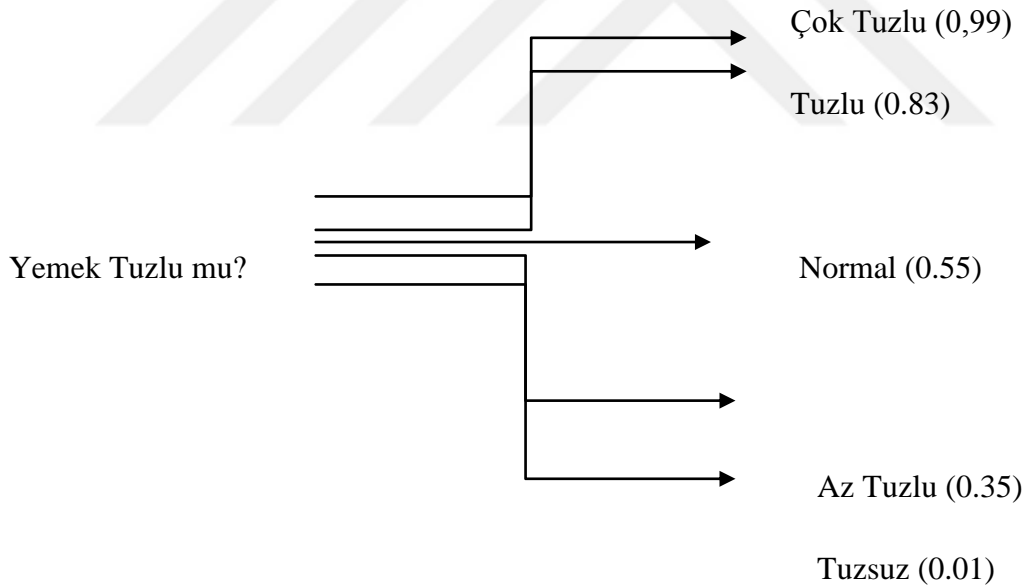 Çok Tuzlu (0,99)
Tuzlu (0.83)
Yemek Tuzlu mu?
Normal (0.55)
Az Tuzlu (0.35)
Tuzsuz (0.01)